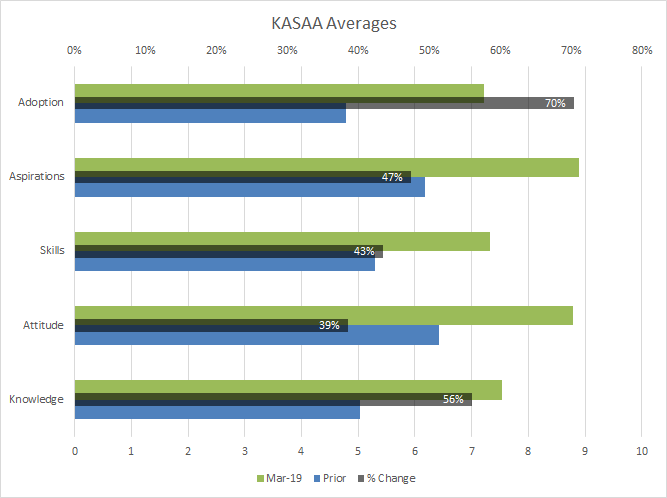 KASAA Averages
0% 10% 20% 30% 40% 50% 60% 70% 80%
Adoption 70%
Aspirations 47%
Skills 43%
Attitude 39%
Knowledge 56%
0 1 2 3 4 5 6 7 8 9 10
Mar-19 Prior % Change